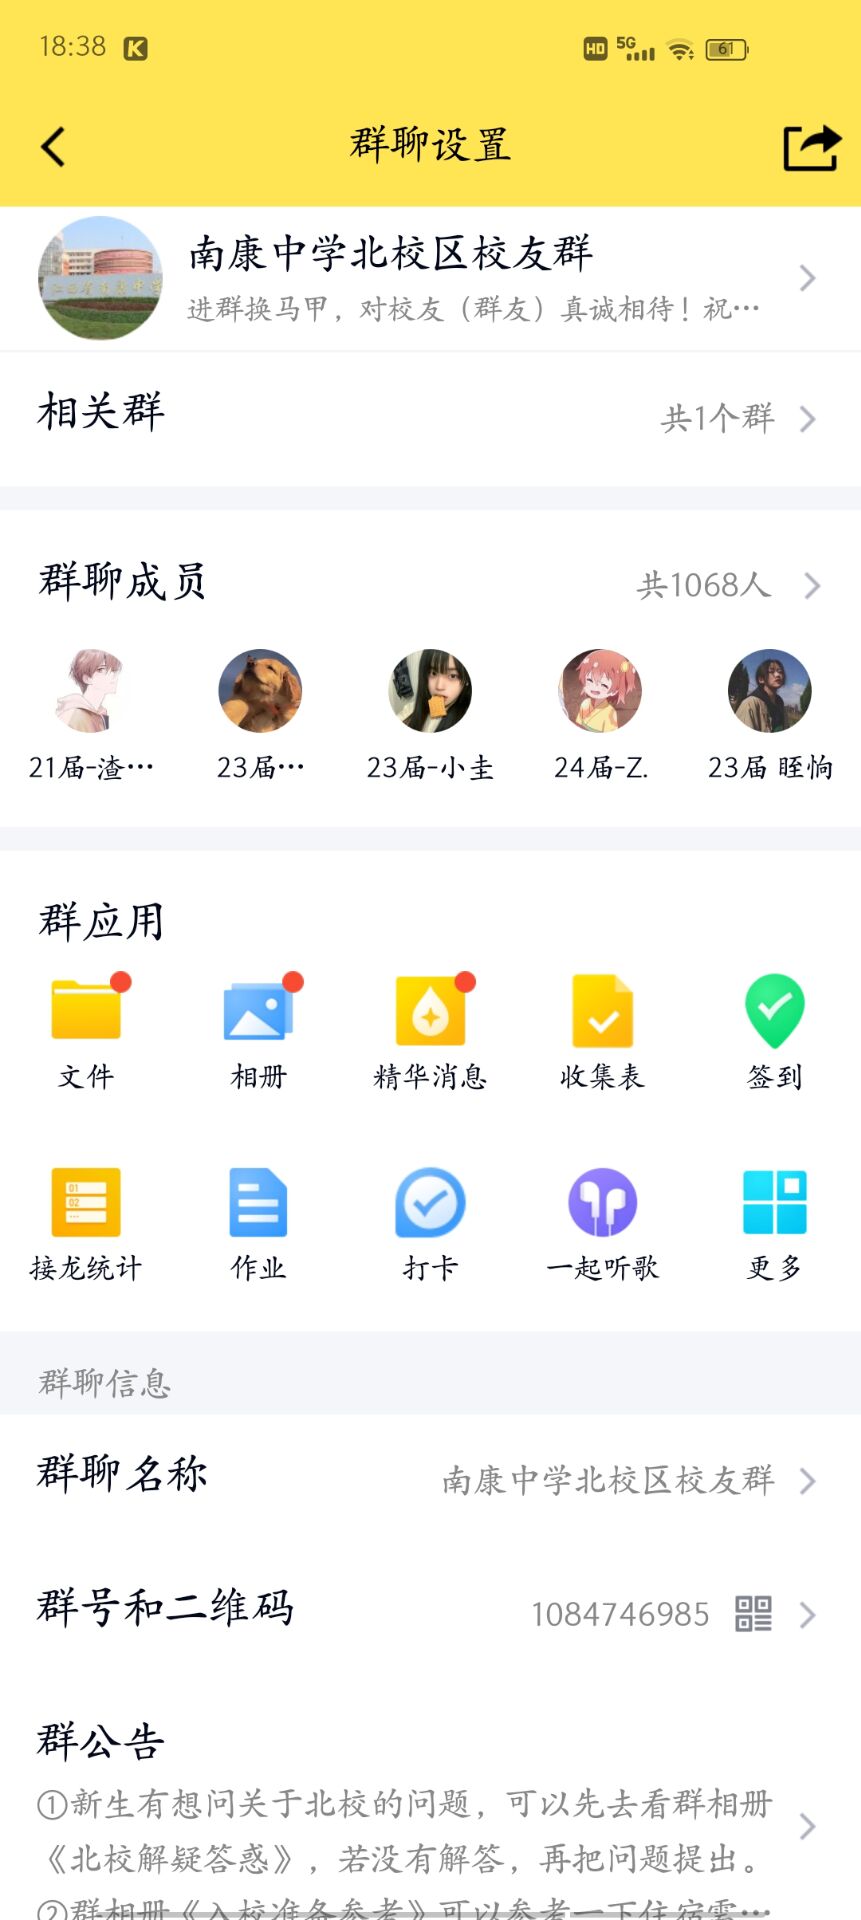 18:38 K HD 5G 61
群聊设置
南康中学北校区校友群
进群换马甲，对校友（群友）真诚相待！祝…
相关群 共1个群
群聊成员 共1068人
21届-渣… 23届… 23届-小圭 24届-Z. 23届 眰恦
群应用
文件 相册 精华消息 收集表 签到
01
02
接龙统计 作业 打卡 一起听歌 更多
群聊信息
群聊名称 南康中学北校区校友群
群号和二维码 1084746985
群公告
①新生有想问关于北校的问题，可以先去看群相册
《北校解疑答惑》，若没有解答，再把问题提出。
②群相册《入校准备参考》可以参考一下住宿需…